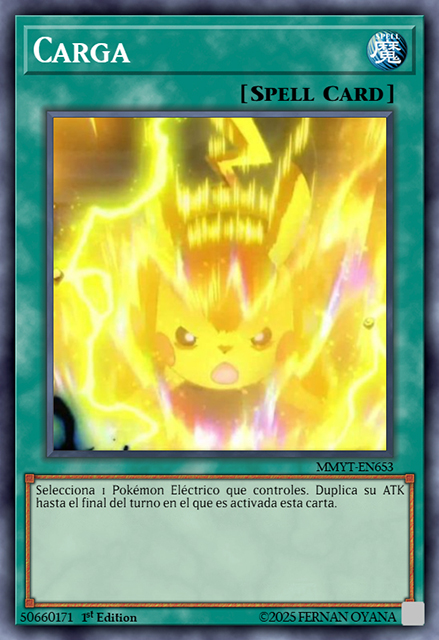 CARGA
SPELL
魔
[SPELL CARD]
MMYT-EN653
Selecciona 1 Pokémon Eléctrico que controles. Duplica su ATK
hasta el final del turno en el que es activada esta carta.
50660171 1st Edition ©2025 FERNAN OYANA